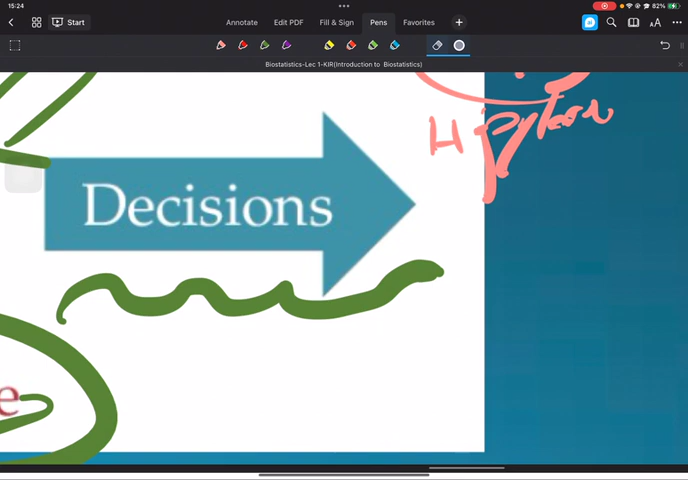 15:24
82%
Start
Annotate Edit PDF Fill & Sign Pens Favorites
AA
Biostatistics-Lec 1-KIR(Introduction to Biostatistics)
H
Decisions
e